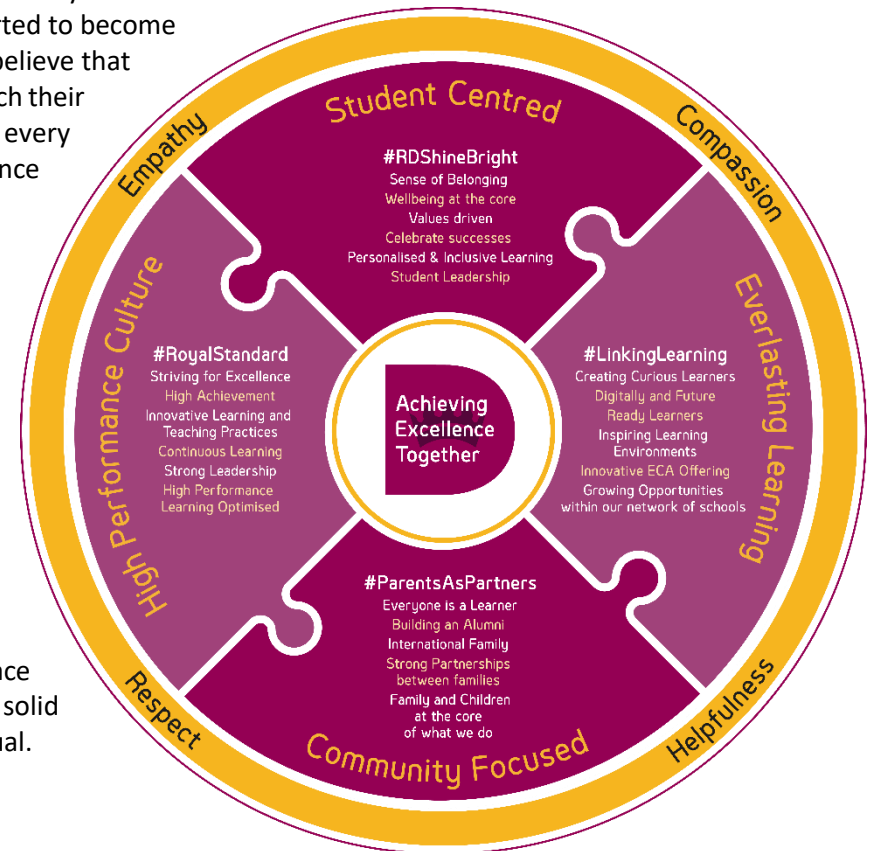 rted to become
believe that
ch their
every
nce
nce
solid
ual.
Empathy
Compassion
Student Centred
#RDShineBright
Sense of Belonging
Wellbeing at the core
Values driven
Celebrate successes
Personalised & Inclusive Learning
Student Leadership
High Performance Culture
#RoyalStandard
Striving for Excellence
High Achievement
Innovative Learning and
Teaching Practices
Continuous Learning
Strong Leadership
High Performance
Learning Optimised
Achieving
Excellence
Together
Everlasting Learning
#LinkingLearning
Creating Curious Learners
Digitally and Future
Ready Learners
Inspiring Learning
Environments
Innovative ECA Offering
Growing Opportunities
within our network of schools
#ParentsAsPartners
Everyone is a Learner
Building an Alumni
International Family
Strong Partnerships
between families
Family and Children
at the core
of what we do
Community Focused
Respect
Helpfulness